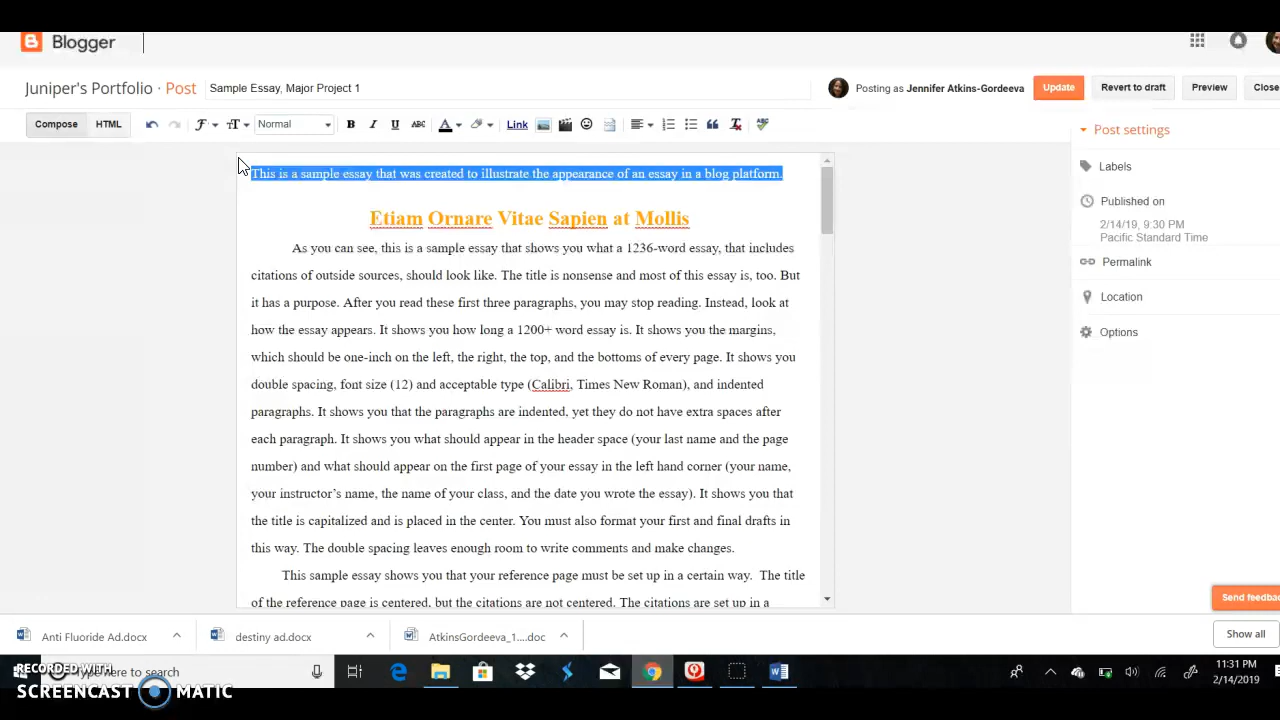 Blogger
Juniper's Portfolio · Post
Sample Essay, Major Project 1
Posting as Jennifer Atkins-Gordeeva
Update
Revert to draft
Preview
Close
Compose
HTML
Normal
B
I
U
ABC
A
Link
Post settings
Labels
Published on
2/14/19, 9:30 PM
Pacific Standard Time
Permalink
Location
Options
This is a sample essay that was created to illustrate the appearance of an essay in a blog platform.
Etiam Ornare Vitae Sapien at Mollis
As you can see, this is a sample essay that shows you what a 1236-word essay, that includes
citations of outside sources, should look like. The title is nonsense and most of this essay is, too. But
it has a purpose. After you read these first three paragraphs, you may stop reading. Instead, look at
how the essay appears. It shows you how long a 1200+ word essay is. It shows you the margins,
which should be one-inch on the left, the right, the top, and the bottoms of every page. It shows you
double spacing, font size (12) and acceptable type (Calibri, Times New Roman), and indented
paragraphs. It shows you that the paragraphs are indented, yet they do not have extra spaces after
each paragraph. It shows you what should appear in the header space (your last name and the page
number) and what should appear on the first page of your essay in the left hand corner (your name,
your instructor’s name, the name of your class, and the date you wrote the essay). It shows you that
the title is capitalized and is placed in the center. You must also format your first and final drafts in
this way. The double spacing leaves enough room to write comments and make changes.
This sample essay shows you that your reference page must be set up in a certain way. The title
of the reference page is centered, but the citations are not centered. The citations are set up in a
Send feedba
Anti Fluoride Ad.docx
destiny ad.docx
AtkinsGordeeva_1....doc
Show all
RECORDED WITH
SCREENCAST MATIC
here to search
11:31 PM
2/14/2019